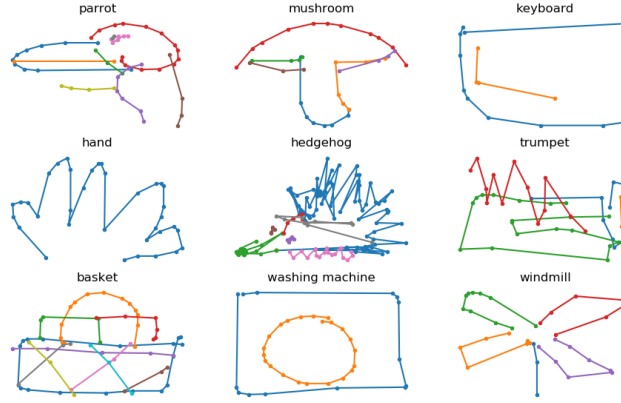 parrot
mushroom
keyboard
hand
hedgehog
trumpet
basket
washing machine
windmill